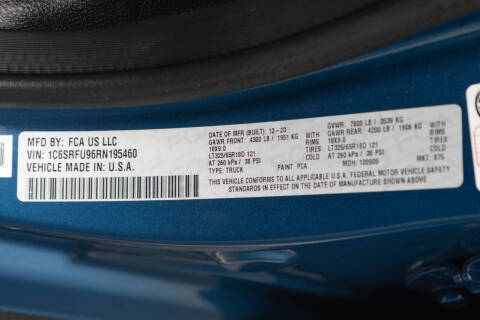 MFD BY: FCA US LLC
VIN: 1C6SRFU96RN195460
VEHICLE MADE IN: U.S.A.
DATE OF MFR (BUILT): 12-23
GAWR FRONT: 4300 LB / 1951 KG
WITH
18X9.0
RIMS
LT325/65R18D 121
TIRES
AT 260 kPa / 38 PSI
COLD
TYPE: TRUCK
PAINT: PCA
GVWR: 7800 LB / 3539 KG
GAWR REAR: 4200 LB / 1906 KG
WITH
18X9.0
RIMS
LT325/65R18D 121
TIRES
AT 260 kPa / 38 PSI
COLD
MDH: 120805
MKT: 875
THIS VEHICLE CONFORMS TO ALL APPLICABLE U.S.A. FEDERAL MOTOR VEHICLE SAFETY
STANDARDS IN EFFECT ON THE DATE OF MANUFACTURE SHOWN ABOVE